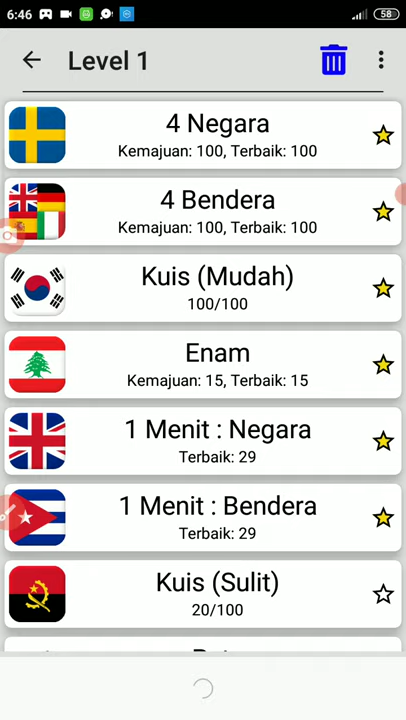 6:46
58
Level 1
4 Negara
Kemajuan: 100, Terbaik: 100
4 Bendera
Kemajuan: 100, Terbaik: 100
Kuis (Mudah)
100/100
Enam
Kemajuan: 15, Terbaik: 15
1 Menit : Negara
Terbaik: 29
1 Menit : Bendera
Terbaik: 29
Kuis (Sulit)
20/100